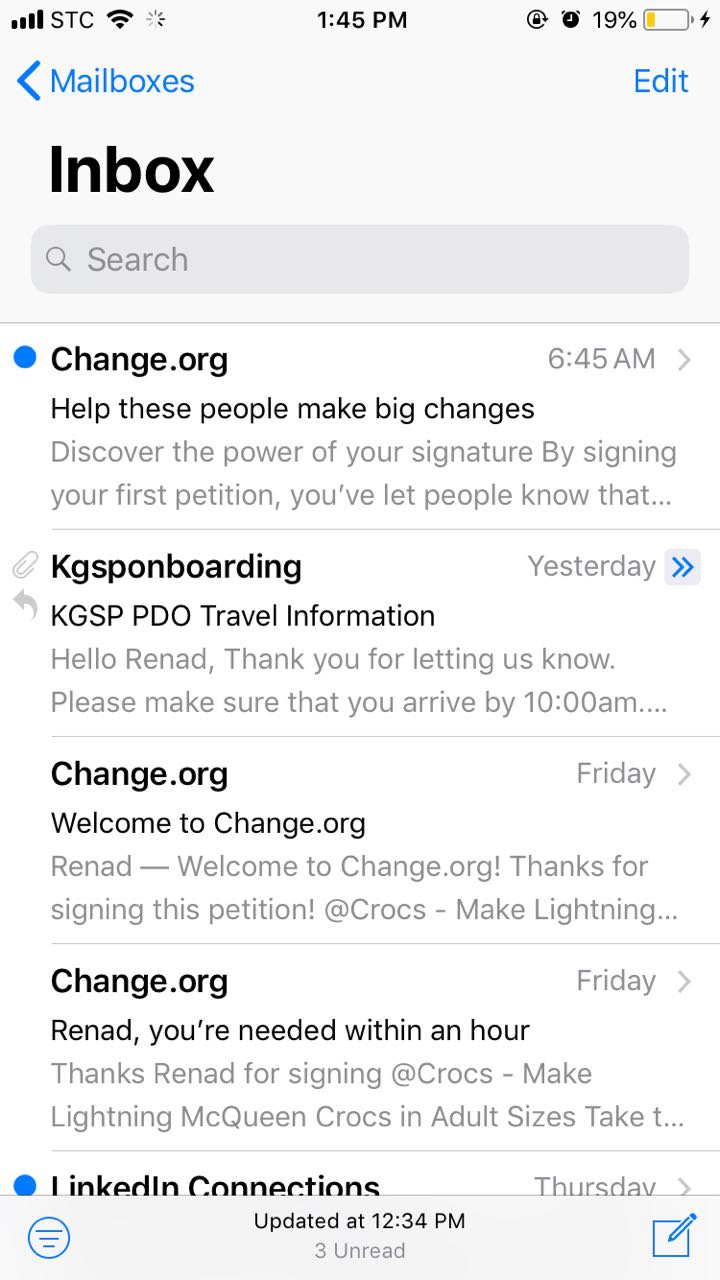 STC 1:45 PM 19%
Mailboxes Edit
Inbox
Search
Change.org 6:45 AM
Help these people make big changes
Discover the power of your signature By signing
your first petition, you’ve let people know that...
Kgsponboarding Yesterday
KGSP PDO Travel Information
Hello Renad, Thank you for letting us know.
Please make sure that you arrive by 10:00am....
Change.org Friday
Welcome to Change.org
Renad — Welcome to Change.org! Thanks for
signing this petition! @Crocs - Make Lightning...
Change.org Friday
Renad, you’re needed within an hour
Thanks Renad for signing @Crocs - Make
Lightning McQueen Crocs in Adult Sizes Take t...
LinkedIn Connections Thursday
Updated at 12:34 PM
3 Unread